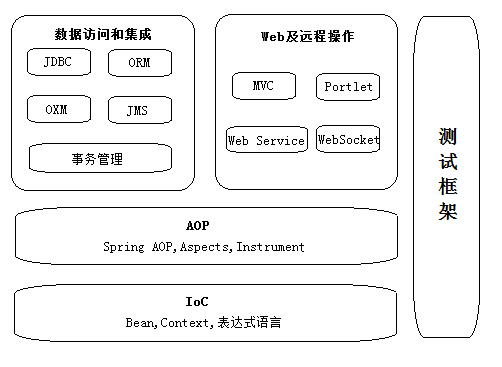 数据访问和集成
JDBC
ORM
OXM
JMS
事务管理
Web及远程操作
MVC
Portlet
Web Service
WebSocket
AOP
Spring AOP,Aspects,Instrument
IoC
Bean,Context,表达式语言
测试框架